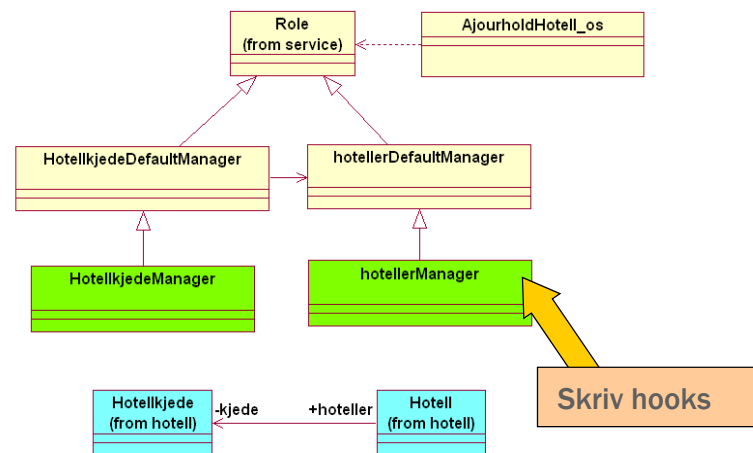 Role
(from service)
AjourholdHotell_os
HotellkjedeDefaultManager
hotellerDefaultManager
HotellkjedeManager
hotellerManager
Skriv hooks
Hotellkjede
(from hotell)
-kjede
+hoteller
Hotell
(from hotell)